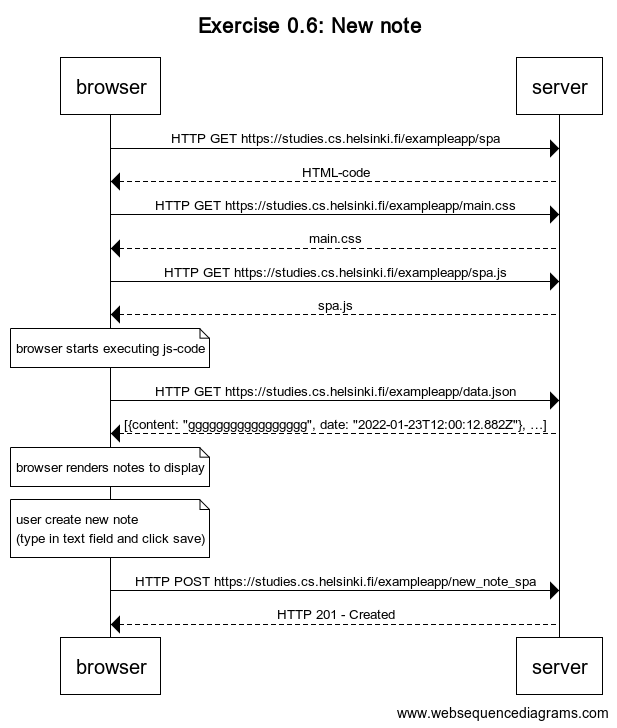 Exercise 0.6: New note
browser
server
HTTP GET https://studies.cs.helsinki.fi/exampleapp/spa
HTML-code
HTTP GET https://studies.cs.helsinki.fi/exampleapp/main.css
main.css
HTTP GET https://studies.cs.helsinki.fi/exampleapp/spa.js
spa.js
browser starts executing js-code
HTTP GET https://studies.cs.helsinki.fi/exampleapp/data.json
[{content: "ggggggggggggggggg", date: "2022-01-23T12:00:12.882Z"}, ...]
browser renders notes to display
user create new note
(type in text field and click save)
HTTP POST https://studies.cs.helsinki.fi/exampleapp/new_note_spa
HTTP 201 - Created
browser
server
www.websequencediagrams.com